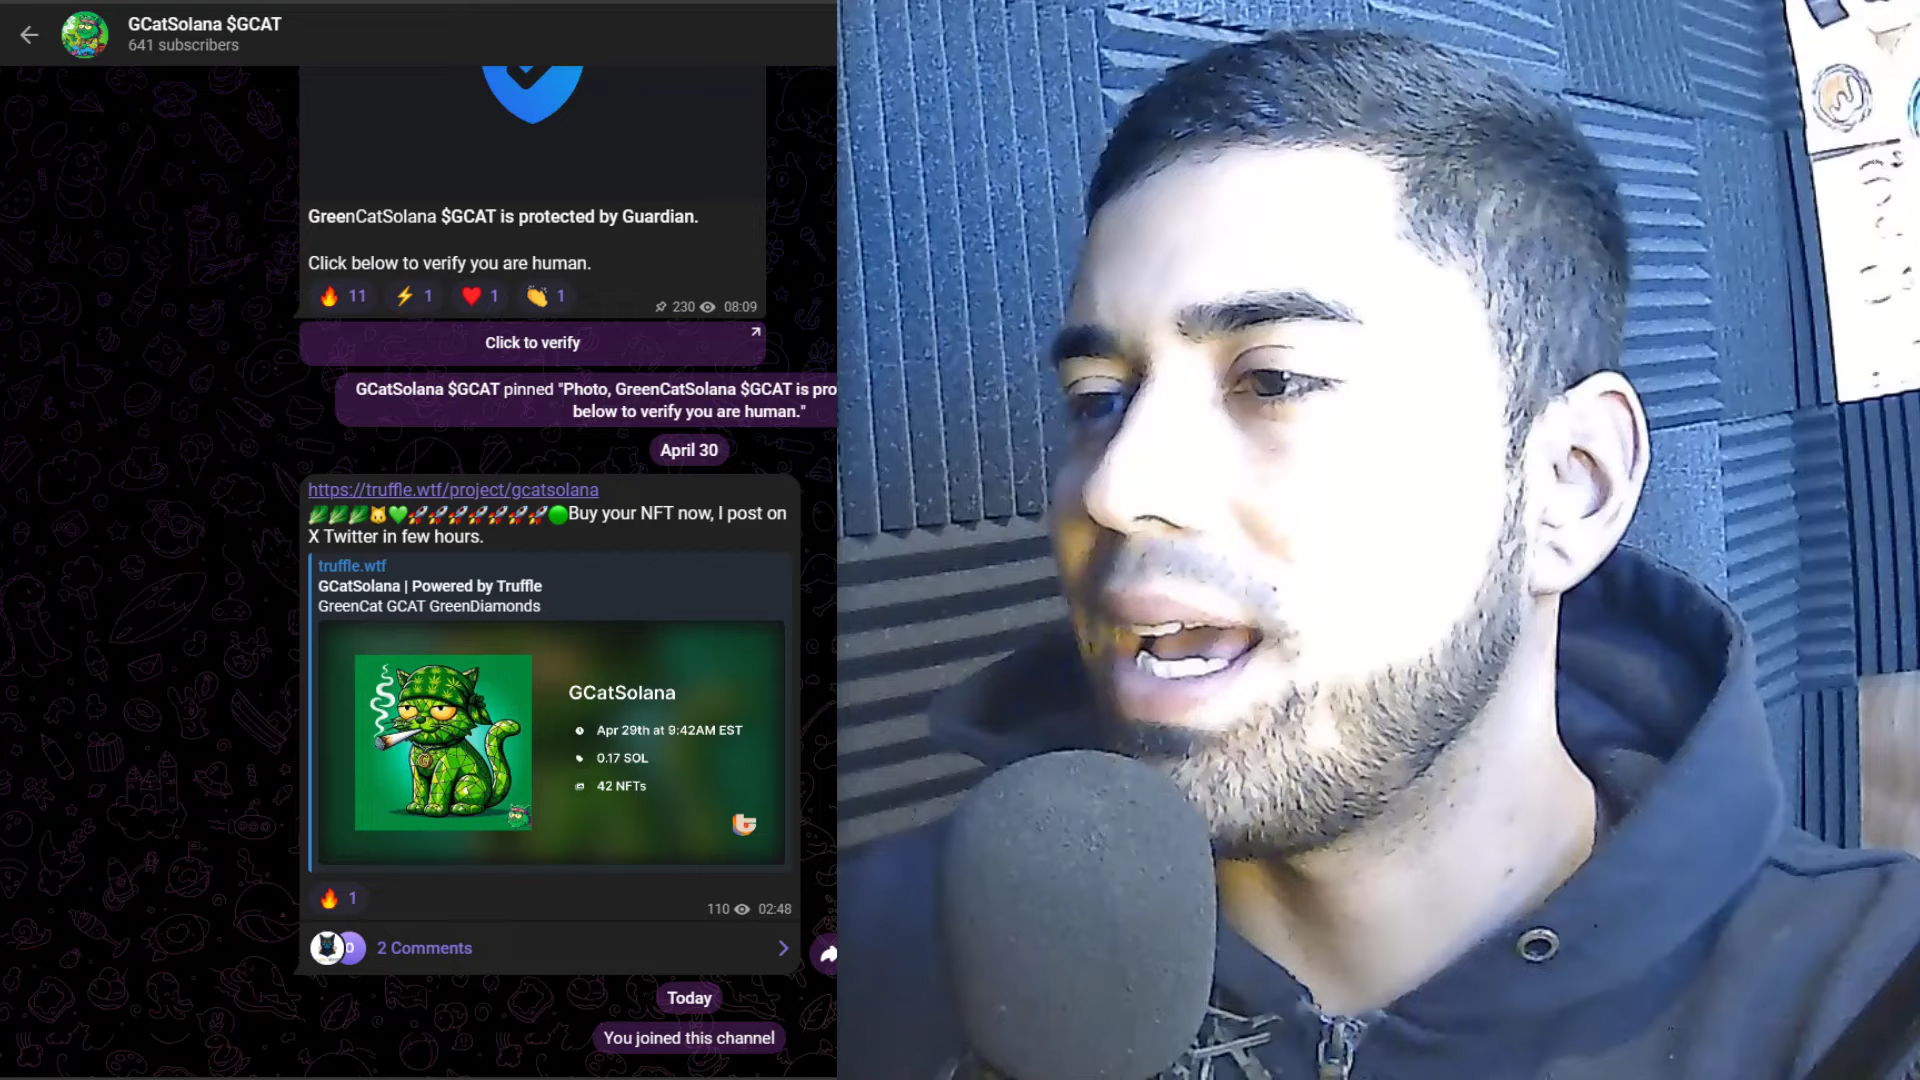 GCatSolana $GCAT
641 subscribers
GreenCatSolana $GCAT is protected by Guardian.
Click below to verify you are human.
11 1 1 1
230 08:09
Click to verify
GCatSolana $GCAT pinned "Photo, GreenCatSolana $GCAT is pro
below to verify you are human."
April 30
https://truffle.wtf/project/gcatsolana
Buy your NFT now, I post on
X Twitter in few hours.
truffle.wtf
GCatSolana | Powered by Truffle
GreenCat GCAT GreenDiamonds
GCatSolana
Apr 29th at 9:42AM EST
0.17 SOL
42 NFTs
1
110 02:48
2 Comments
Today
You joined this channel